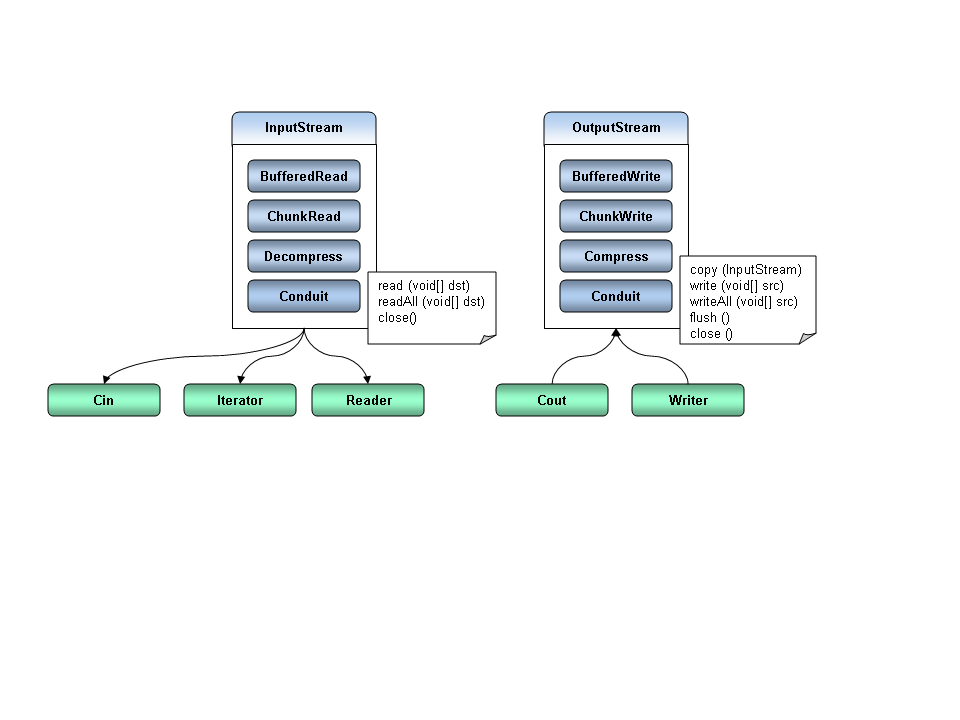 InputStream
BufferedRead
ChunkRead
Decompress
Conduit
read (void[] dst)
readAll (void[] dst)
close()
Cin
Iterator
Reader
OutputStream
BufferedWrite
ChunkWrite
Compress
Conduit
copy (InputStream)
write (void[] src)
writeAll (void[] src)
flush ()
close ()
Cout
Writer